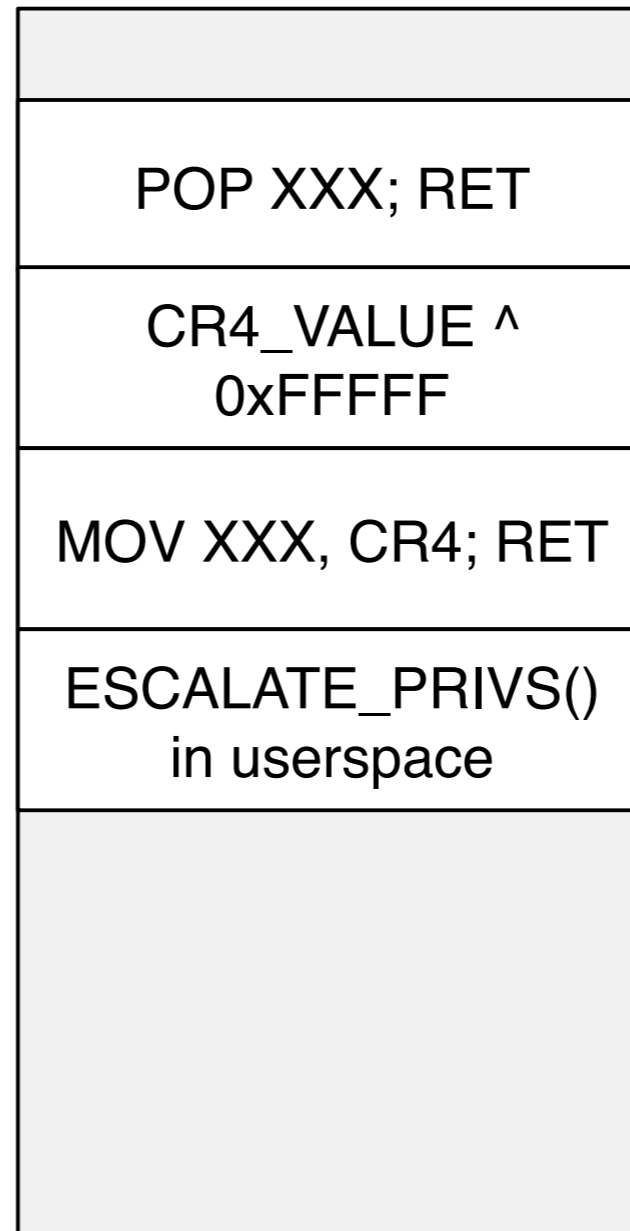 POP XXX; RET
CR4_VALUE ^
0xFFFFF
MOV XXX, CR4; RET
ESCALATE_PRIVS()
in userspace